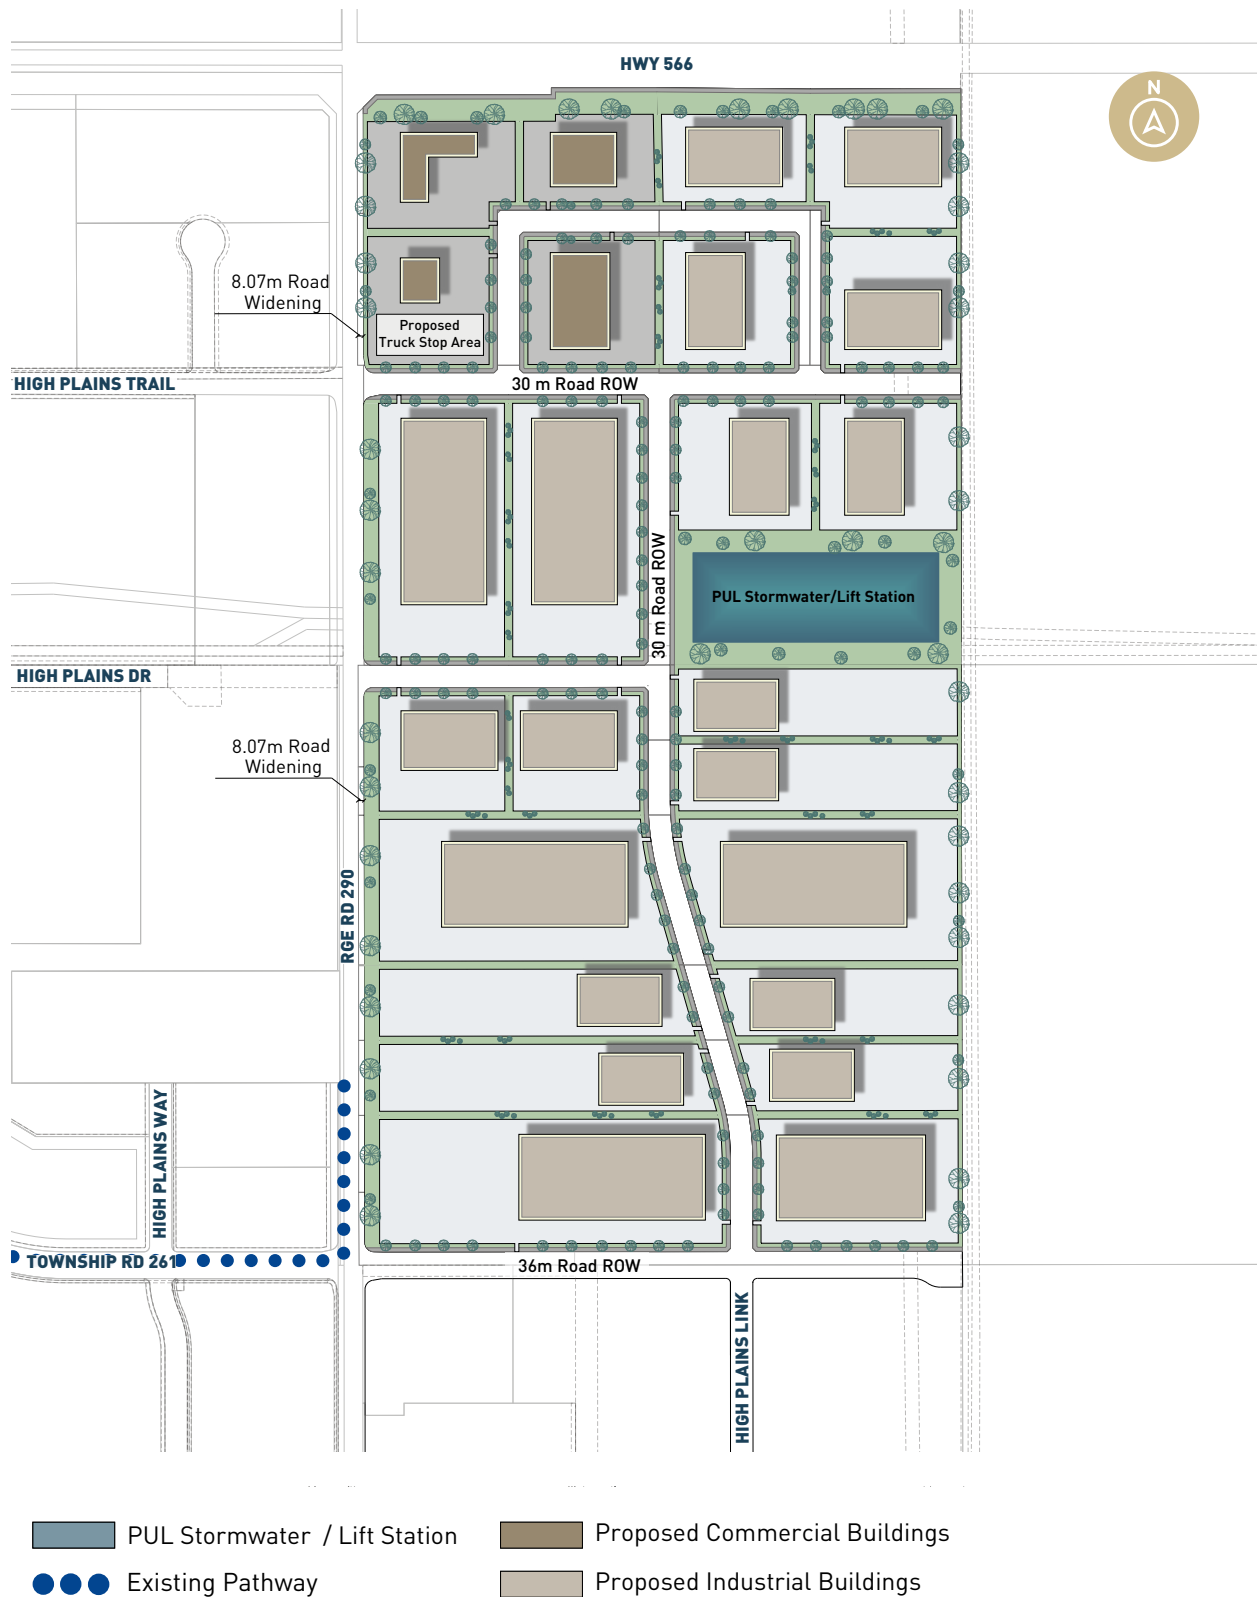 HWY 566
N
8.07m Road
Widening
Proposed
Truck Stop Area
HIGH PLAINS TRAIL
30 m Road ROW
30 m Road ROW
PUL Stormwater/Lift Station
HIGH PLAINS DR
8.07m Road
Widening
RGE RD 290
HIGH PLAINS WAY
TOWNSHIP RD 261
36m Road ROW
HIGH PLAINS LINK
PUL Stormwater / Lift Station
Proposed Commercial Buildings
Existing Pathway
Proposed Industrial Buildings